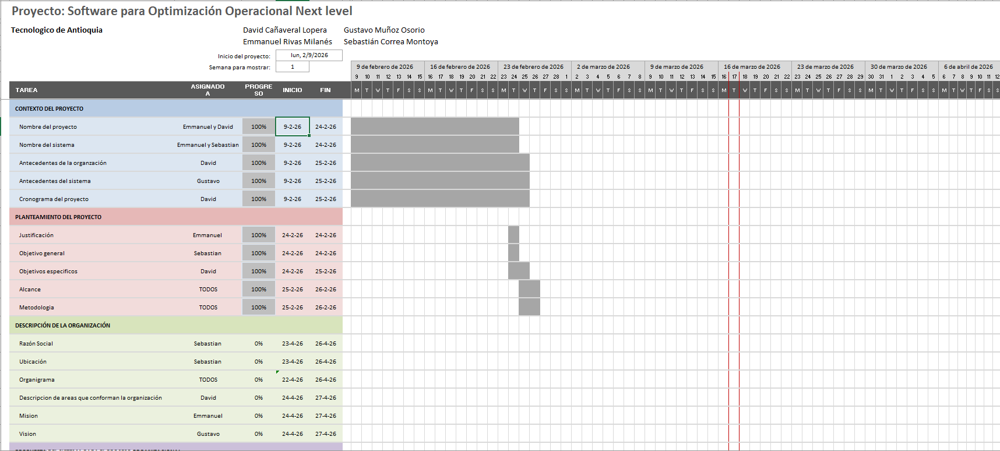 Proyecto: Software para Optimización Operacional Next level
Tecnologico de Antioquia David Cañaveral Lopera Gustavo Muñoz Osorio
Emmanuel Rivas Milanés Sebastián Correa Montoya
Inicio del proyecto: lun, 2/9/2026
Semana para mostrar: 1
9 de febrero de 2026 16 de febrero de 2026 23 de febrero de 2026 2 de marzo de 2026 9 de marzo de 2026 16 de marzo de 2026 23 de marzo de 2026 30 de marzo de 2026 6 de abril de 2026
9 10 11 12 13 14 15 16 17 18 19 20 21 22 23 24 25 26 27 28 1 2 3 4 5 6 7 8 9 10 11 12 13 14 15 16 17 18 19 20 21 22 23 24 25 26 27 28 29 30 31 1 2 3 4 5 6 7 8 9 10 11 12
TAREA ASIGNADO A PROGRESO INICIO FIN M T W T F S S M T W T F S S M T W T F S S M T W T F S S M T W T F S S M T W T F S S M T W T F S S M T W T F S S M T W T F S S
CONTEXTO DEL PROYECTO
Nombre del proyecto Emmanuel y David 100% 9-2-26 24-2-26
Nombre del sistema Emmanuel y Sebastian 100% 9-2-26 24-2-26
Antecedentes de la organzación David 100% 9-2-26 25-2-26
Antecedentes del sistema Gustavo 100% 9-2-26 25-2-26
Cronograma del proyecto David 100% 9-2-26 25-2-26
PLANTEAMIENTO DEL PROYECTO
Justificación Emmanuel 100% 24-2-26 24-2-26
Objetivo general Sebastian 100% 24-2-26 24-2-26
Objetivos especificos David 100% 24-2-26 25-2-26
Alcance TODOS 100% 25-2-26 26-2-26
Metodologia TODOS 100% 25-2-26 26-2-26
DESCRIPCIÓN DE LA ORGANIZACIÓN
Razón Social Sebastian 0% 23-4-26 26-4-26
Ubicación Sebastian 0% 23-4-26 26-4-26
Organigrama TODOS 0% 22-4-26 26-4-26
Descripcion de areas que conforman la organización David 0% 24-4-26 27-4-26
Mision Emmanuel 0% 24-4-26 27-4-26
Vision Gustavo 0% 24-4-26 27-4-26